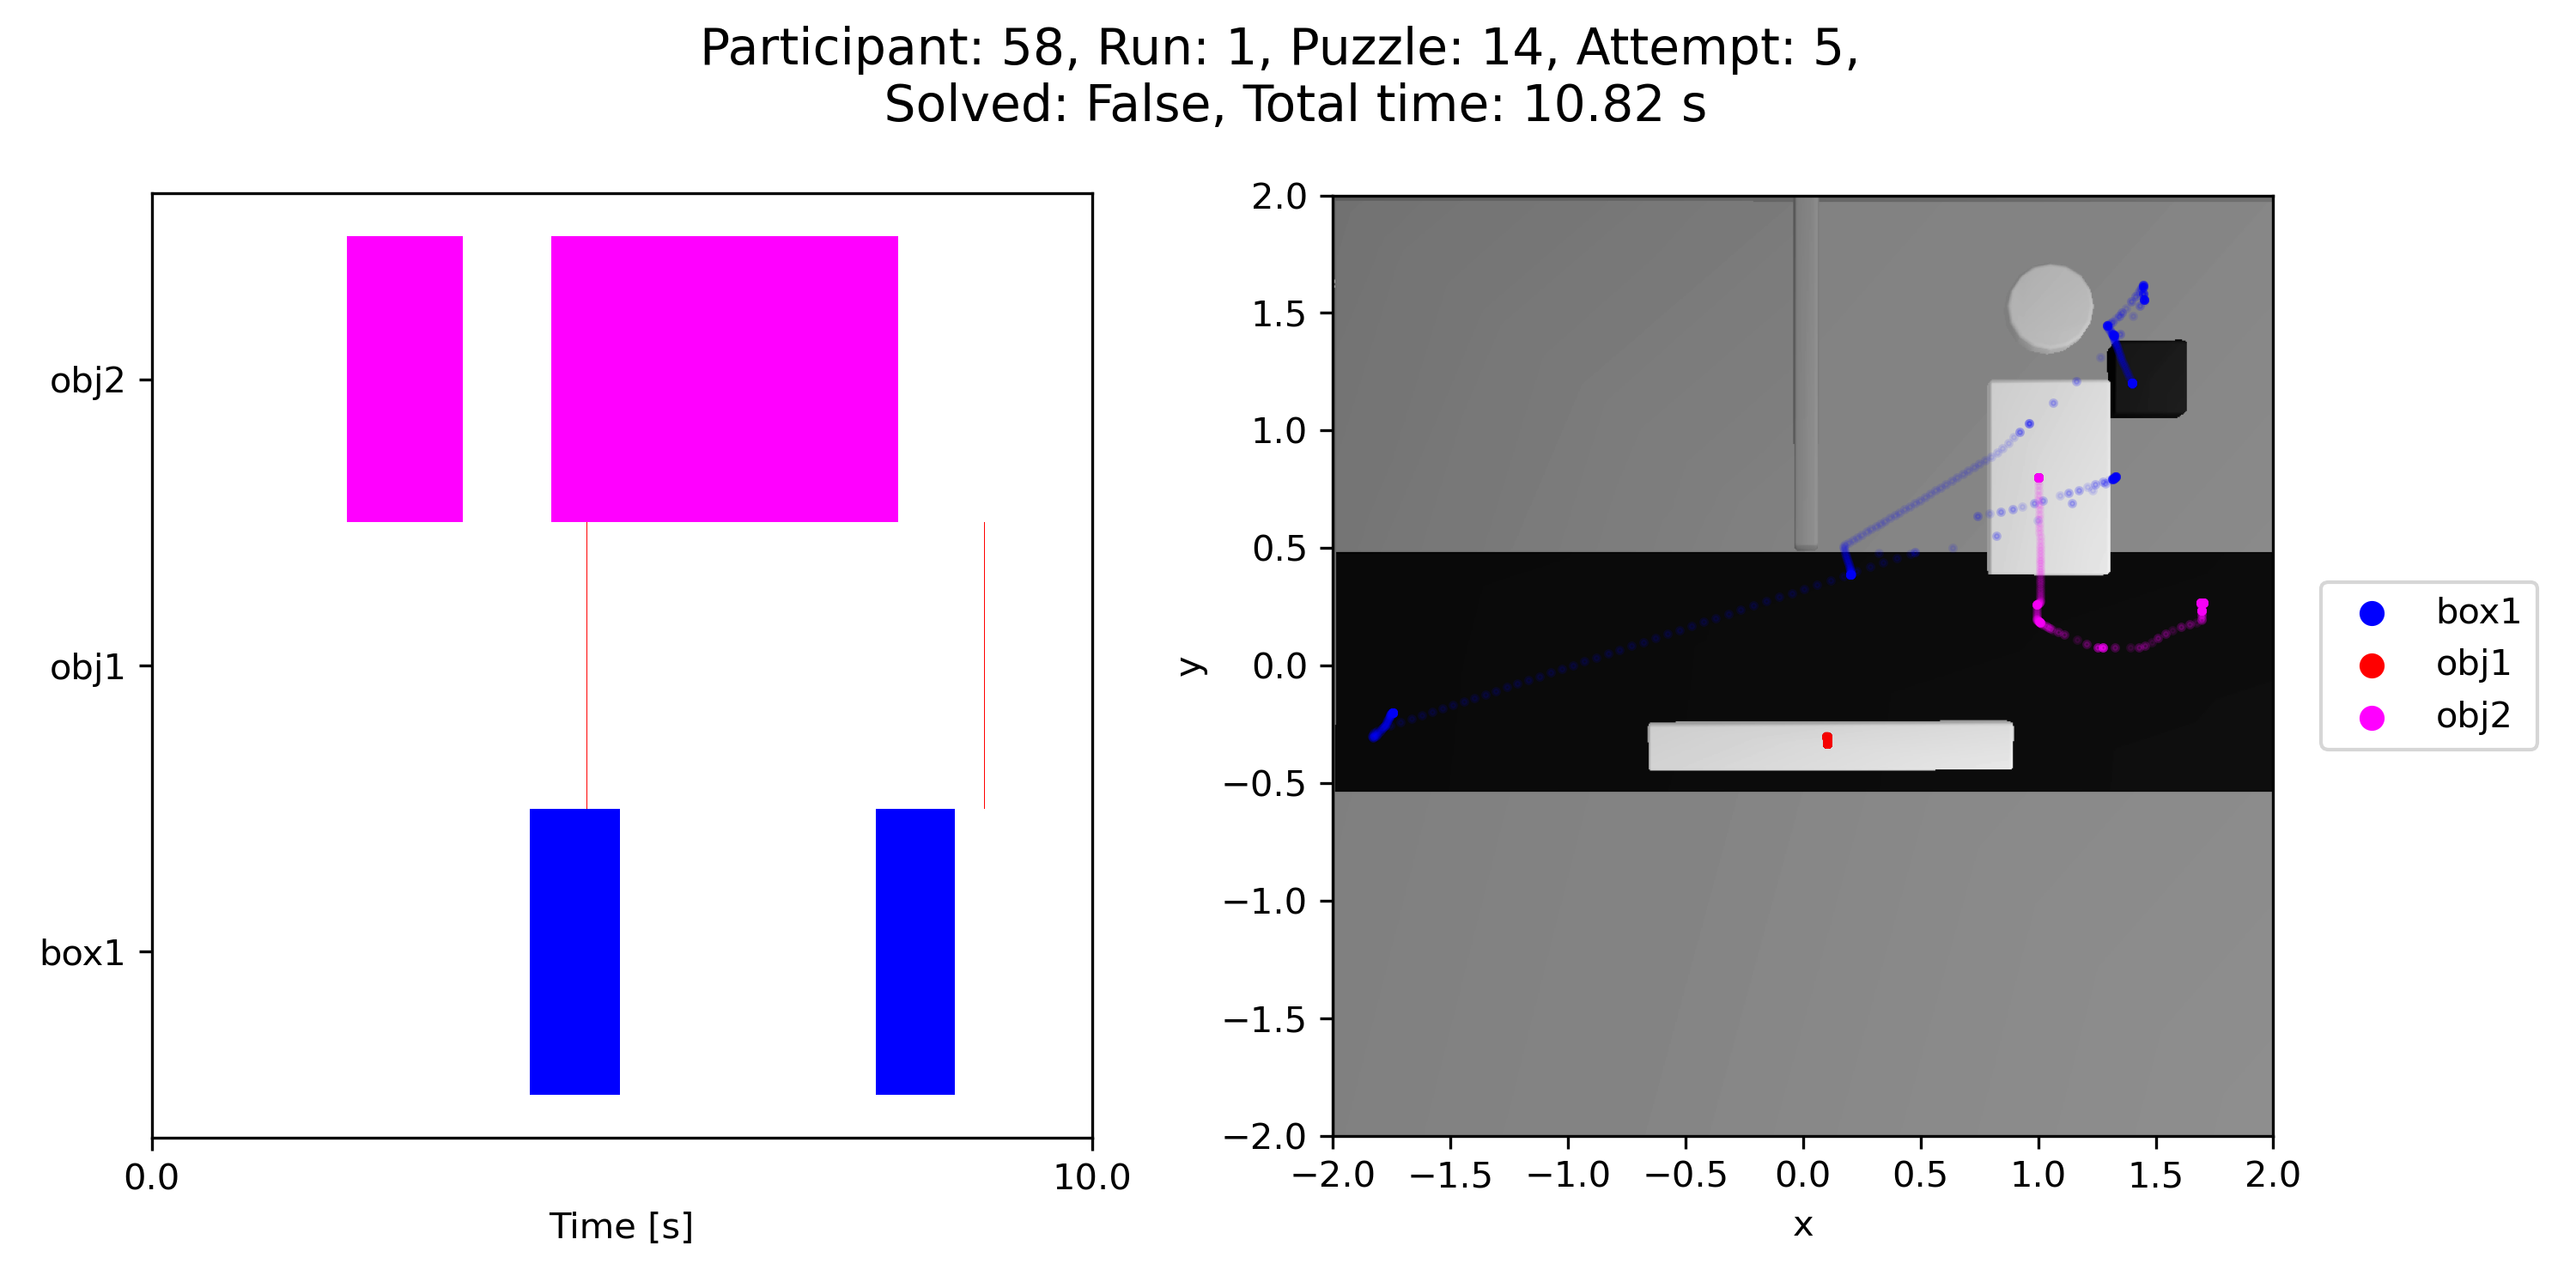 Participant: 58, Run: 1, Puzzle: 14, Attempt: 5,
Solved: False, Total time: 10.82 s
obj2
obj1
box1
0.0
10.0
Time [s]
2.0
1.5
1.0
0.5
0.0
−0.5
−1.0
−1.5
−2.0
y
−2.0 −1.5 −1.0 −0.5 0.0 0.5 1.0 1.5 2.0
x
box1
obj1
obj2